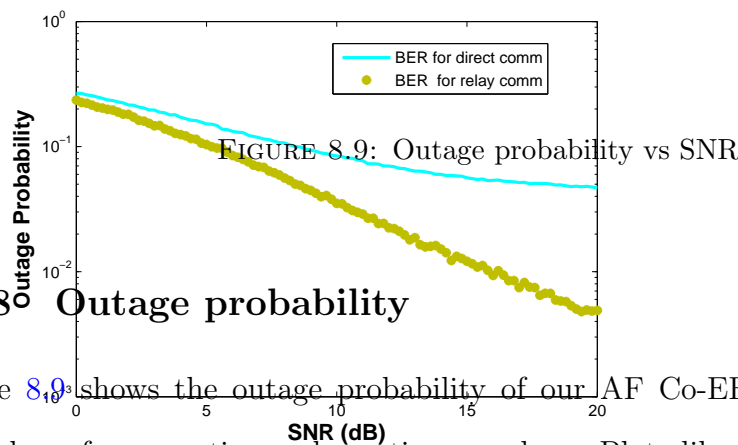 10^0
BER for direct comm
BER for relay comm
10^-1
FIGURE 8.9: Outage probability vs SNR
Outage Probability
10^-2
8 Outage probability
8.9 shows the outage probability of our AF Co-
0 5 10 15 20
SNR (dB)